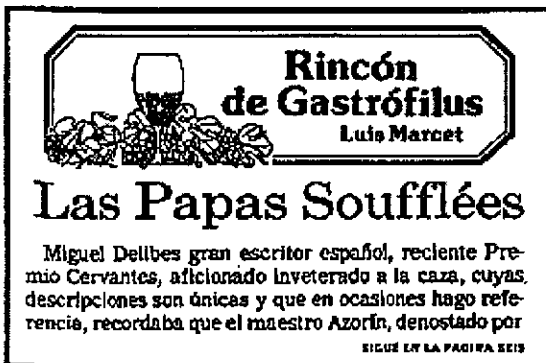 Rincón
de Gastrófilus
Luis Marcet
Las Papas Soufflées
Miguel Delibes gran escritor español, reciente Pre-
mio Cervantes, aficionado inveterado a la caza, cuyas
descripciones son únicas y que en ocasiones hago refe-
rencia, recordaba que el maestro Azorín, denostado por
SIGUE EN LA PAGINA SEIS